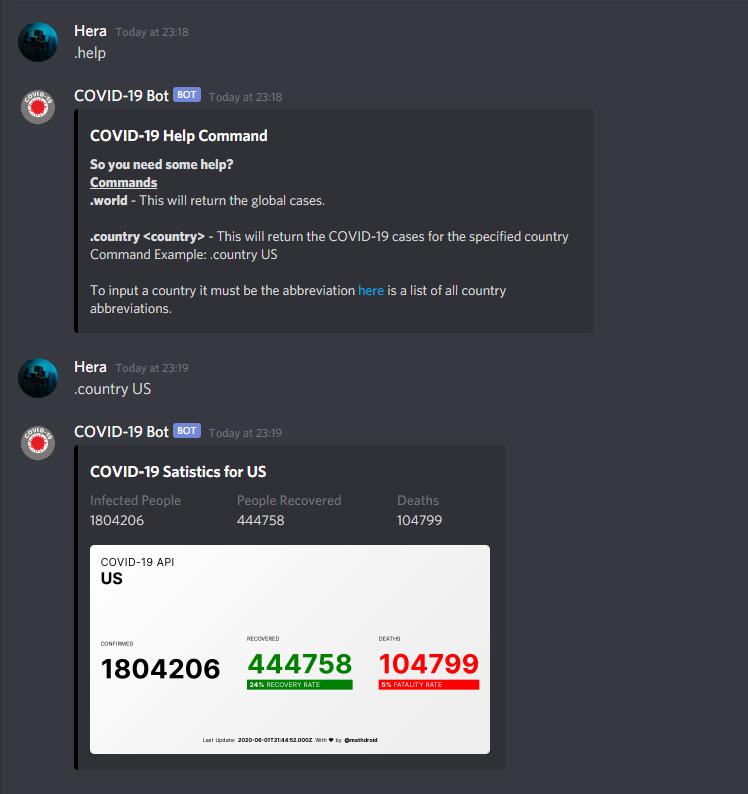 Hera Today at 23:18
.help
COVID-19 Bot BOT Today at 23:18
COVID-19 Help Command
So you need some help?
Commands
.world - This will return the global cases.
.country <country> - This will return the COVID-19 cases for the specified country
Command Example: .country US
To input a country it must be the abbreviation here is a list of all country
abbreviations.
Hera Today at 23:19
.country US
COVID-19 Bot BOT Today at 23:19
COVID-19 Satistics for US
Infected People People Recovered Deaths
1804206 444758 104799
COVID-19 API
US
CONFIRMED RECOVERED DEATHS
1804206 444758 104799
24% RECOVERY RATE 5% FATALITY RATE
Last Update: 2020-06-01T21:44:52.000Z. With ♥ by @mathdroid